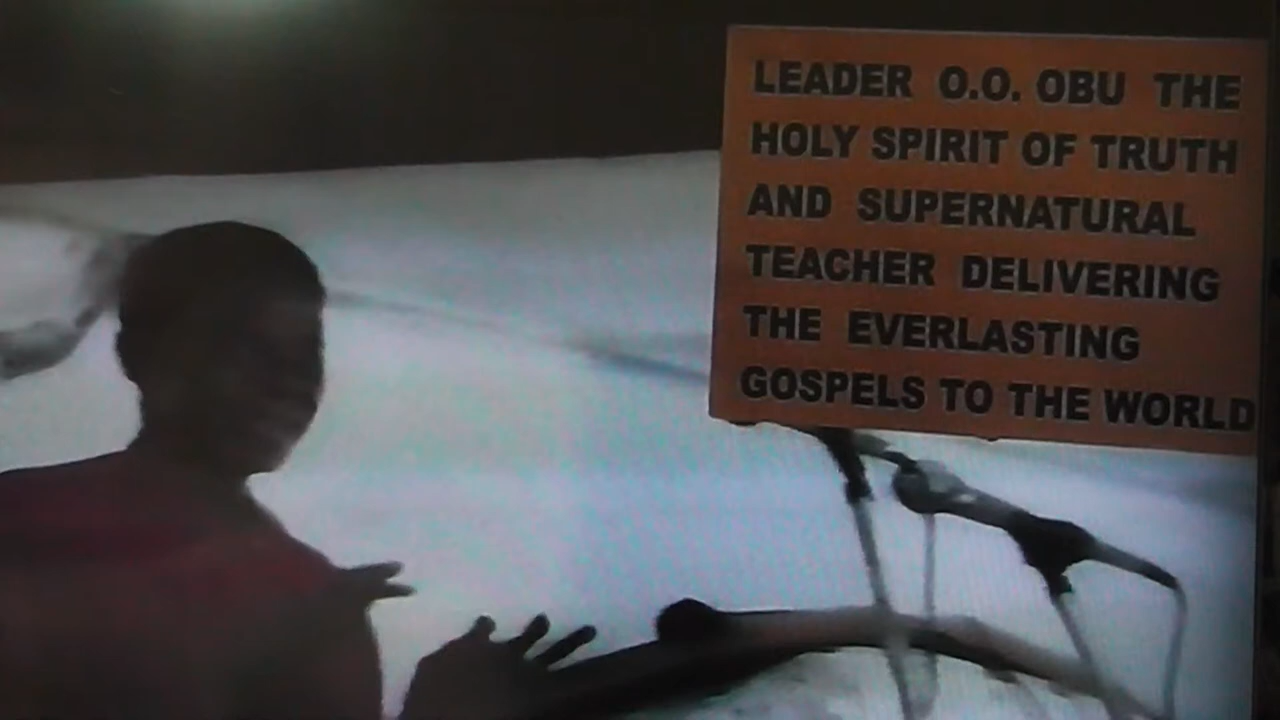 LEADER O.O. OBU THE
HOLY SPIRIT OF TRUTH
AND SUPERNATURAL
TEACHER DELIVERING
THE EVERLASTING
GOSPELS TO THE WORLD